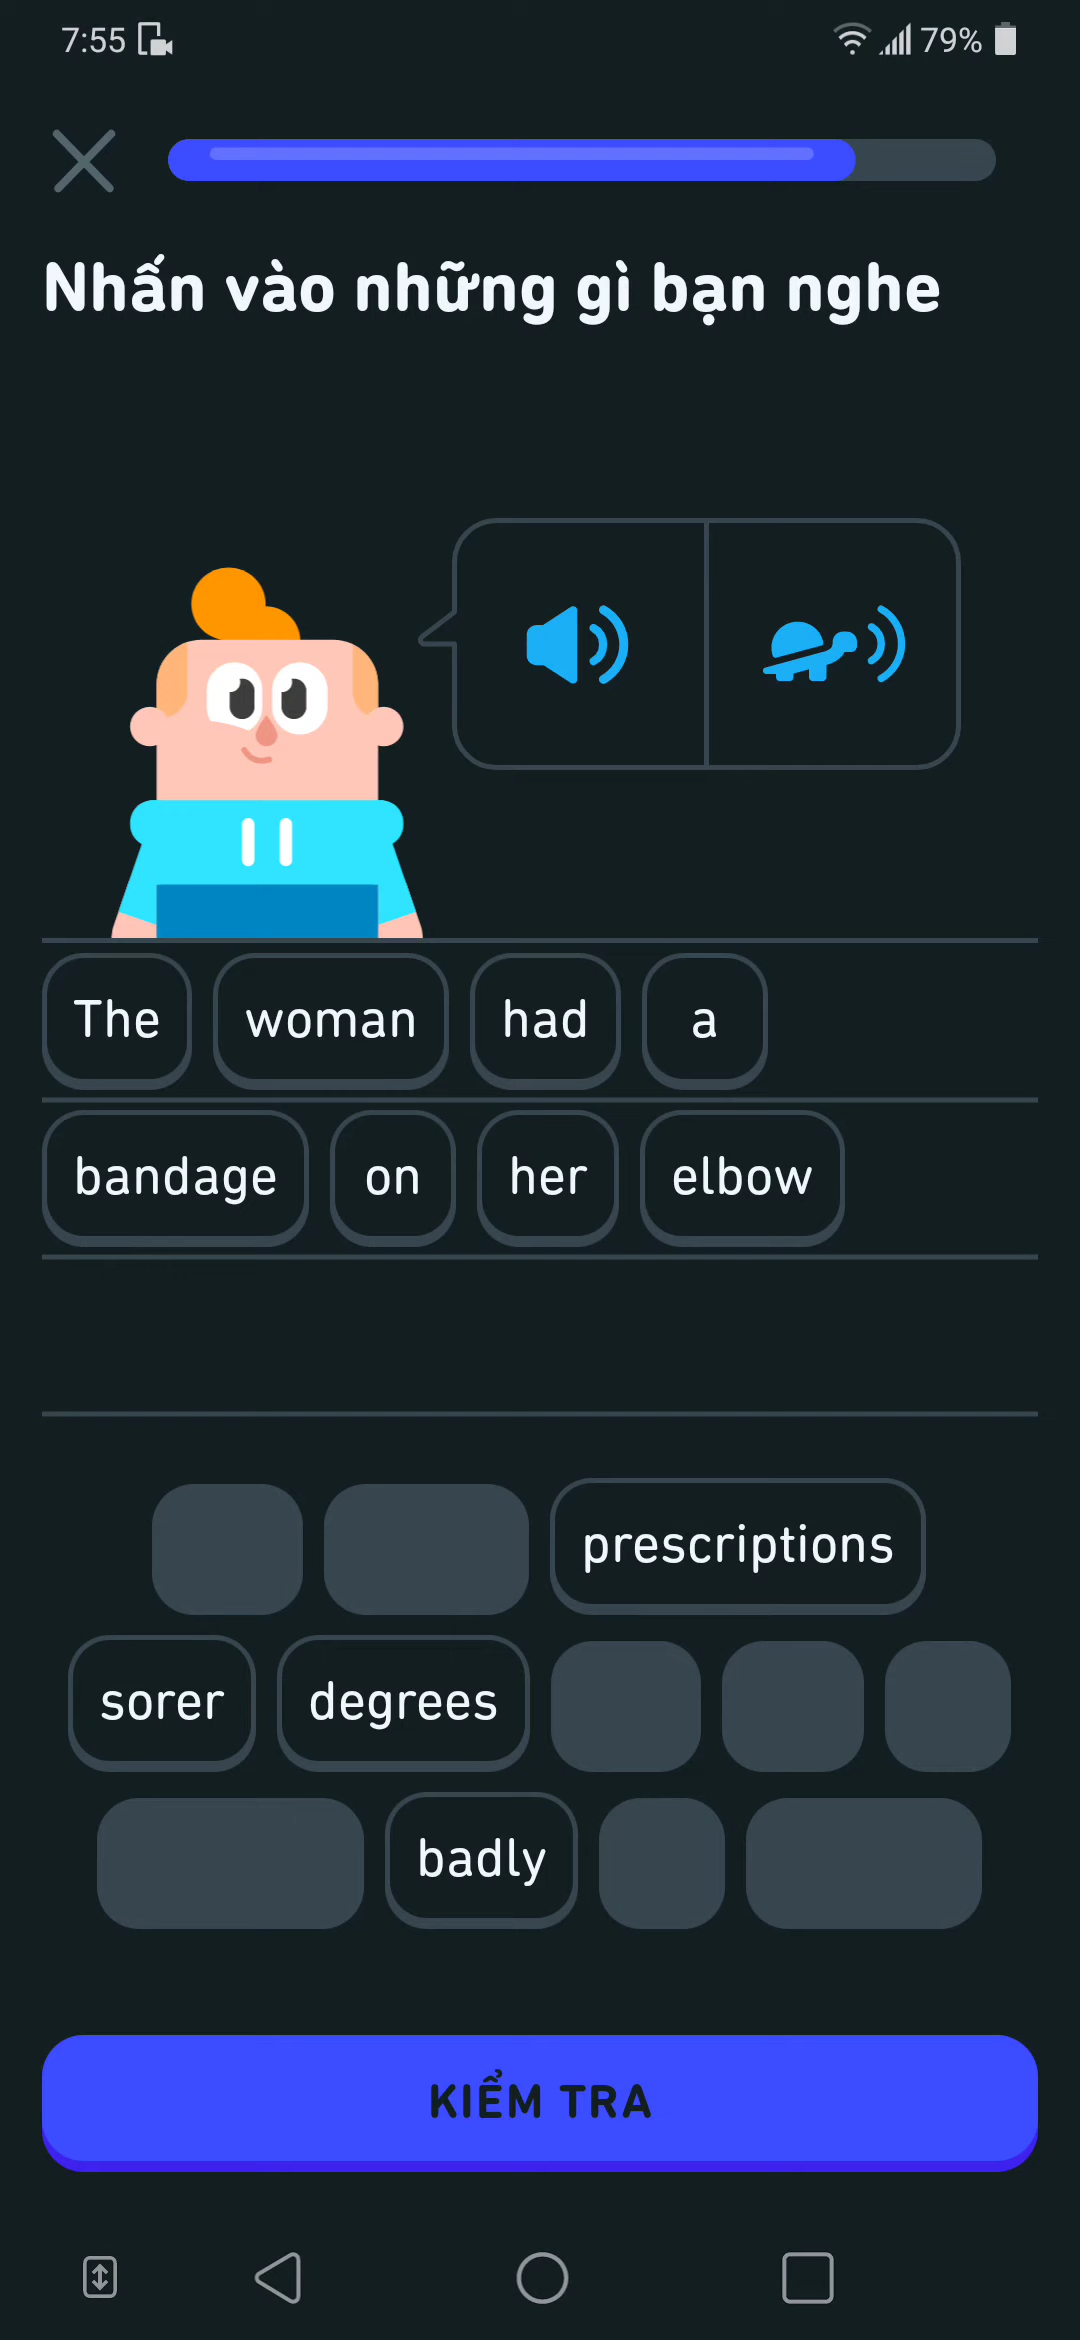 7:55 79%
Nhấn vào những gì bạn nghe
The woman had a
bandage on her elbow
prescriptions
sorer degrees
badly
KIỂM TRA